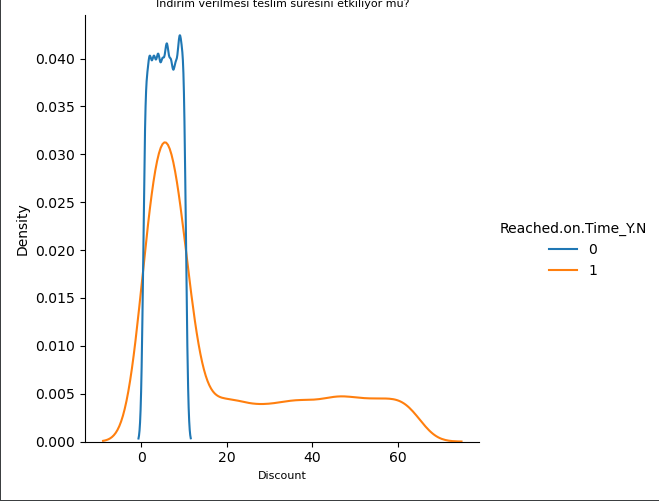 İndirim verilmesi teslim süresini etkiliyor mu?
0.040
0.035
0.030
0.025
0.020
0.015
0.010
0.005
0.000
Density
0 20 40 60
Discount
Reached.on.Time_Y.N
0
1